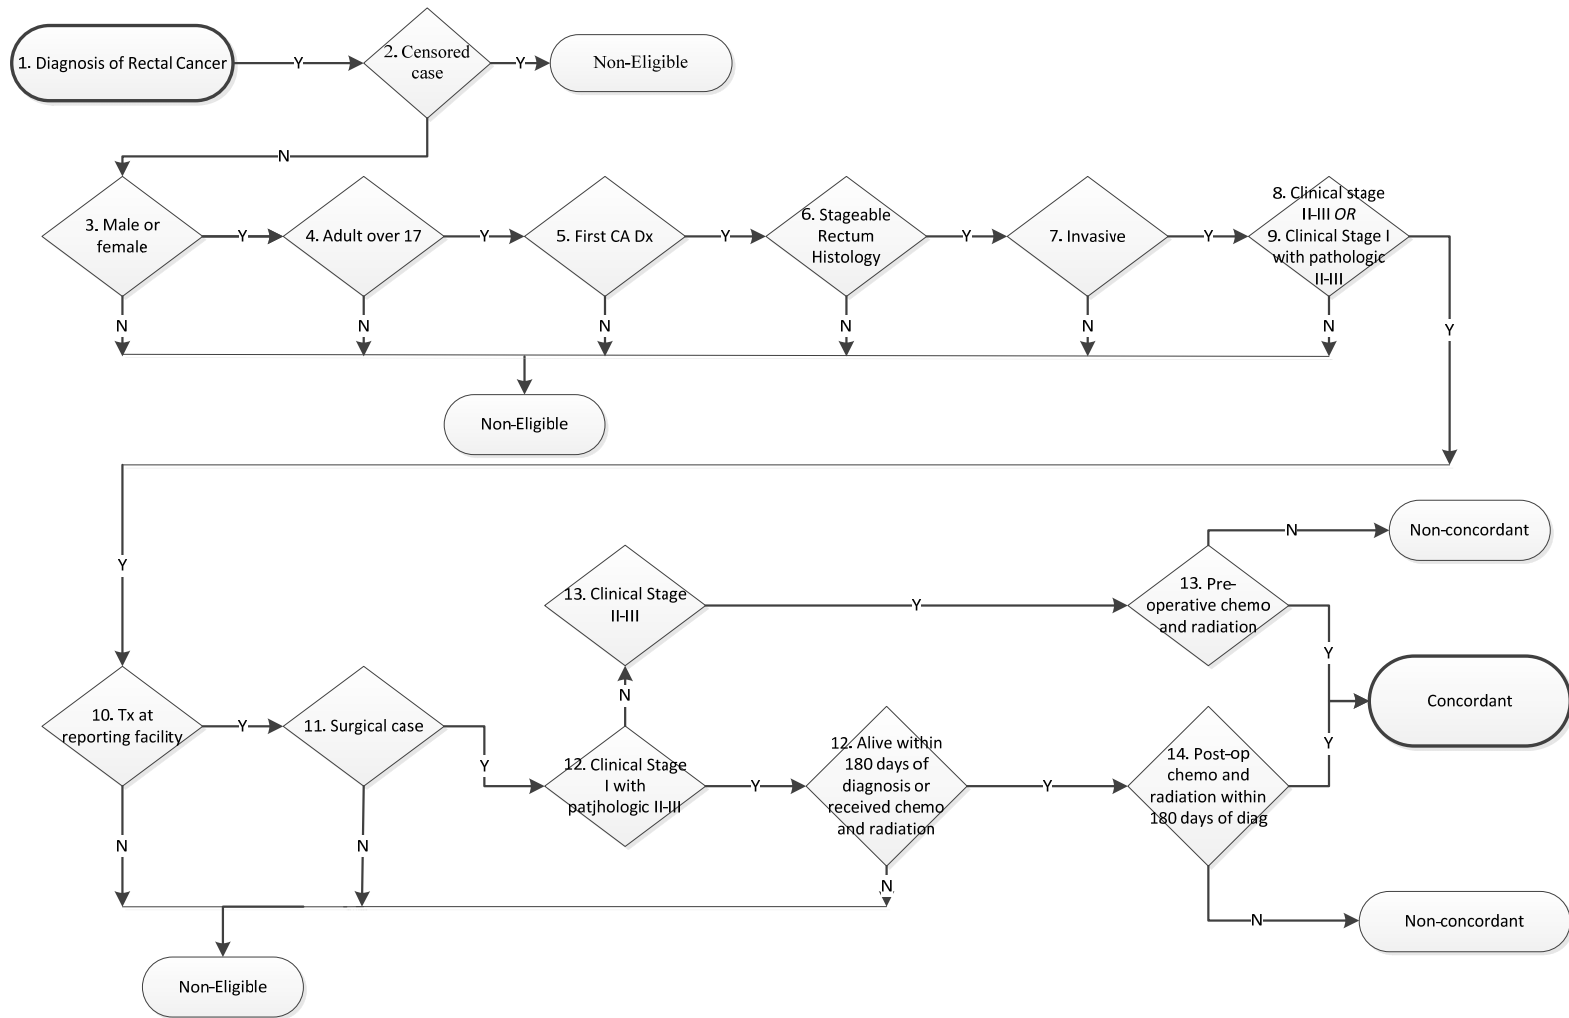 1. Diagnosis of Rectal Cancer
Y
2. Censored
case
Y
Non-Eligible
N
3. Male or
female
Y
4. Adult over 17
Y
5. First CA Dx
Y
6. Stageable
Rectum
Histology
Y
7. Invasive
Y
8. Clinical stage
II-III OR
9. Clinical Stage I
with pathologic
II-III
Y
N
N
N
N
N
N
Non-Eligible
Y
13. Clinical Stage
II-III
Y
13. Pre-
operative chemo
and radiation
N
Non-concordant
Y
Concordant
N
10. Tx at
reporting facility
Y
11. Surgical case
Y
12. Clinical Stage
I with
patjhologic II-III
Y
12. Alive within
180 days of
diagnosis or
received chemo
and radiation
Y
14. Post-op
chemo and
radiation within
180 days of diag
Y
N
N
N
N
Non-concordant
Non-Eligible